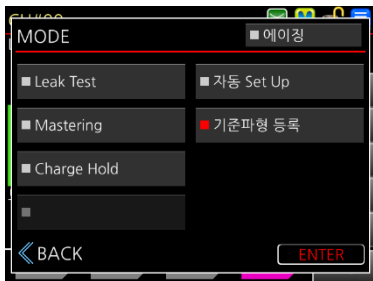 MODE
■ 에이징
■ Leak Test
■ 자동 Set Up
■ Mastering
■ 기준파형 등록
■ Charge Hold
■
BACK
ENTER